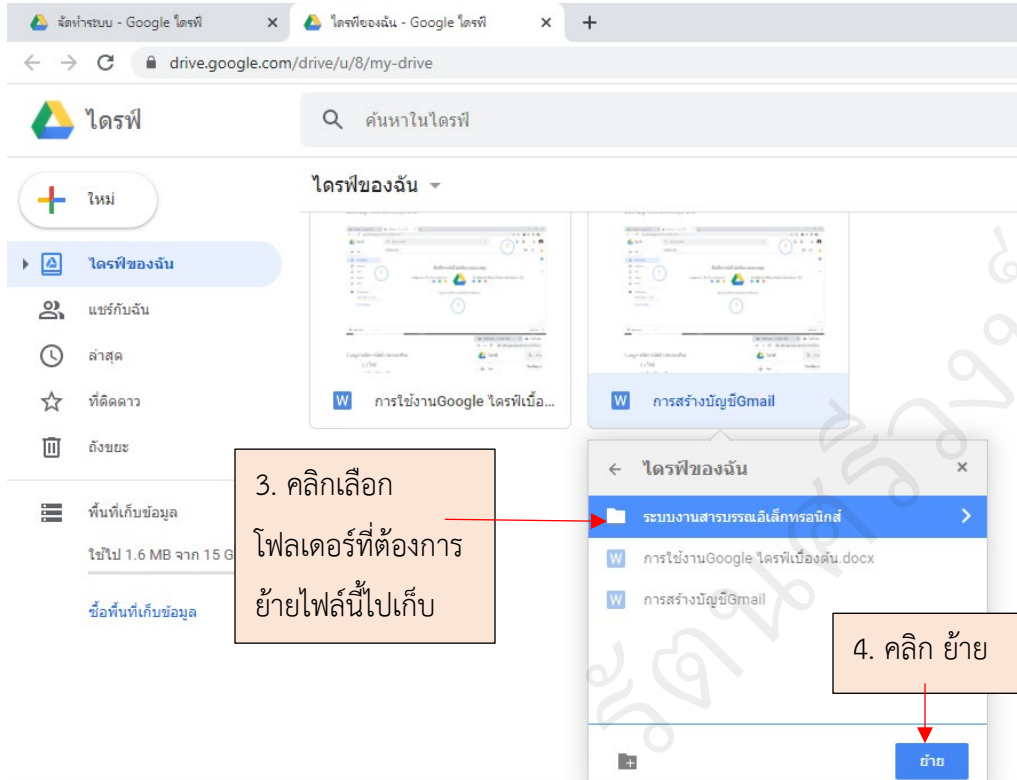 จัดทำระบบ - Google ไดรฟ์
ไดรฟ์ของฉัน - Google ไดรฟ์
drive.google.com/drive/u/8/my-drive
ไดรฟ์
ค้นหาในไดรฟ์
ใหม่
ไดรฟ์ของฉัน
ไดรฟ์ของฉัน
แชร์กับฉัน
ล่าสุด
ที่ติดดาว
ถังขยะ
พื้นที่เก็บข้อมูล
ใช้ไป 1.6 MB จาก 15 G
ซื้อพื้นที่เก็บข้อมูล
W การใช้งานGoogle ไดรฟ์เบื้อ...
W การสร้างบัญชีGmail
3. คลิกเลือก
โฟลเดอร์ที่ต้องการ
ย้ายไฟล์นี้ไปเก็บ
ไดรฟ์ของฉัน
ระบบงานสารบรรณอิเล็กทรอนิกส์
W การใช้งานGoogle ไดรฟ์เบื้องต้น.docx
W การสร้างบัญชีGmail
4. คลิก ย้าย
ย้าย